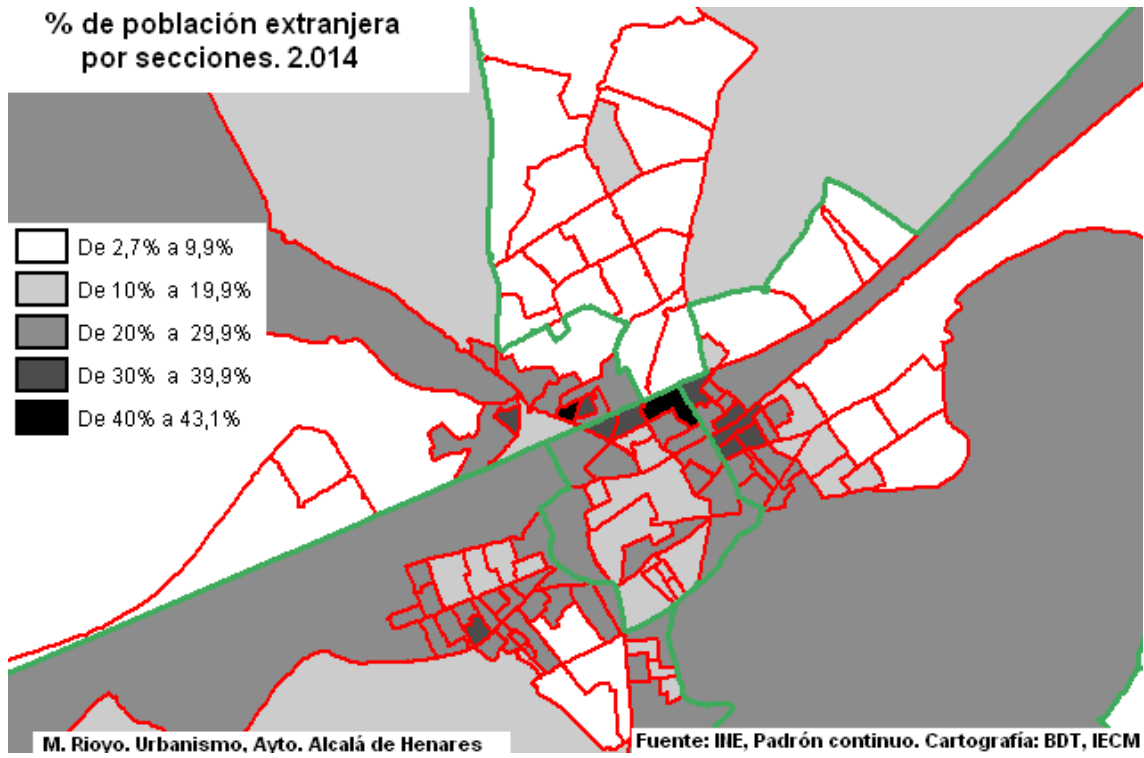 % de población extranjera
por secciones. 2.014
De 2,7% a 9,9%
De 10% a 19,9%
De 20% a 29,9%
De 30% a 39,9%
De 40% a 43,1%
M. Rioyo. Urbanismo, Ayto. Alcalá de Henares
Fuente: INE, Padrón continuo. Cartografía: BDT, IECM